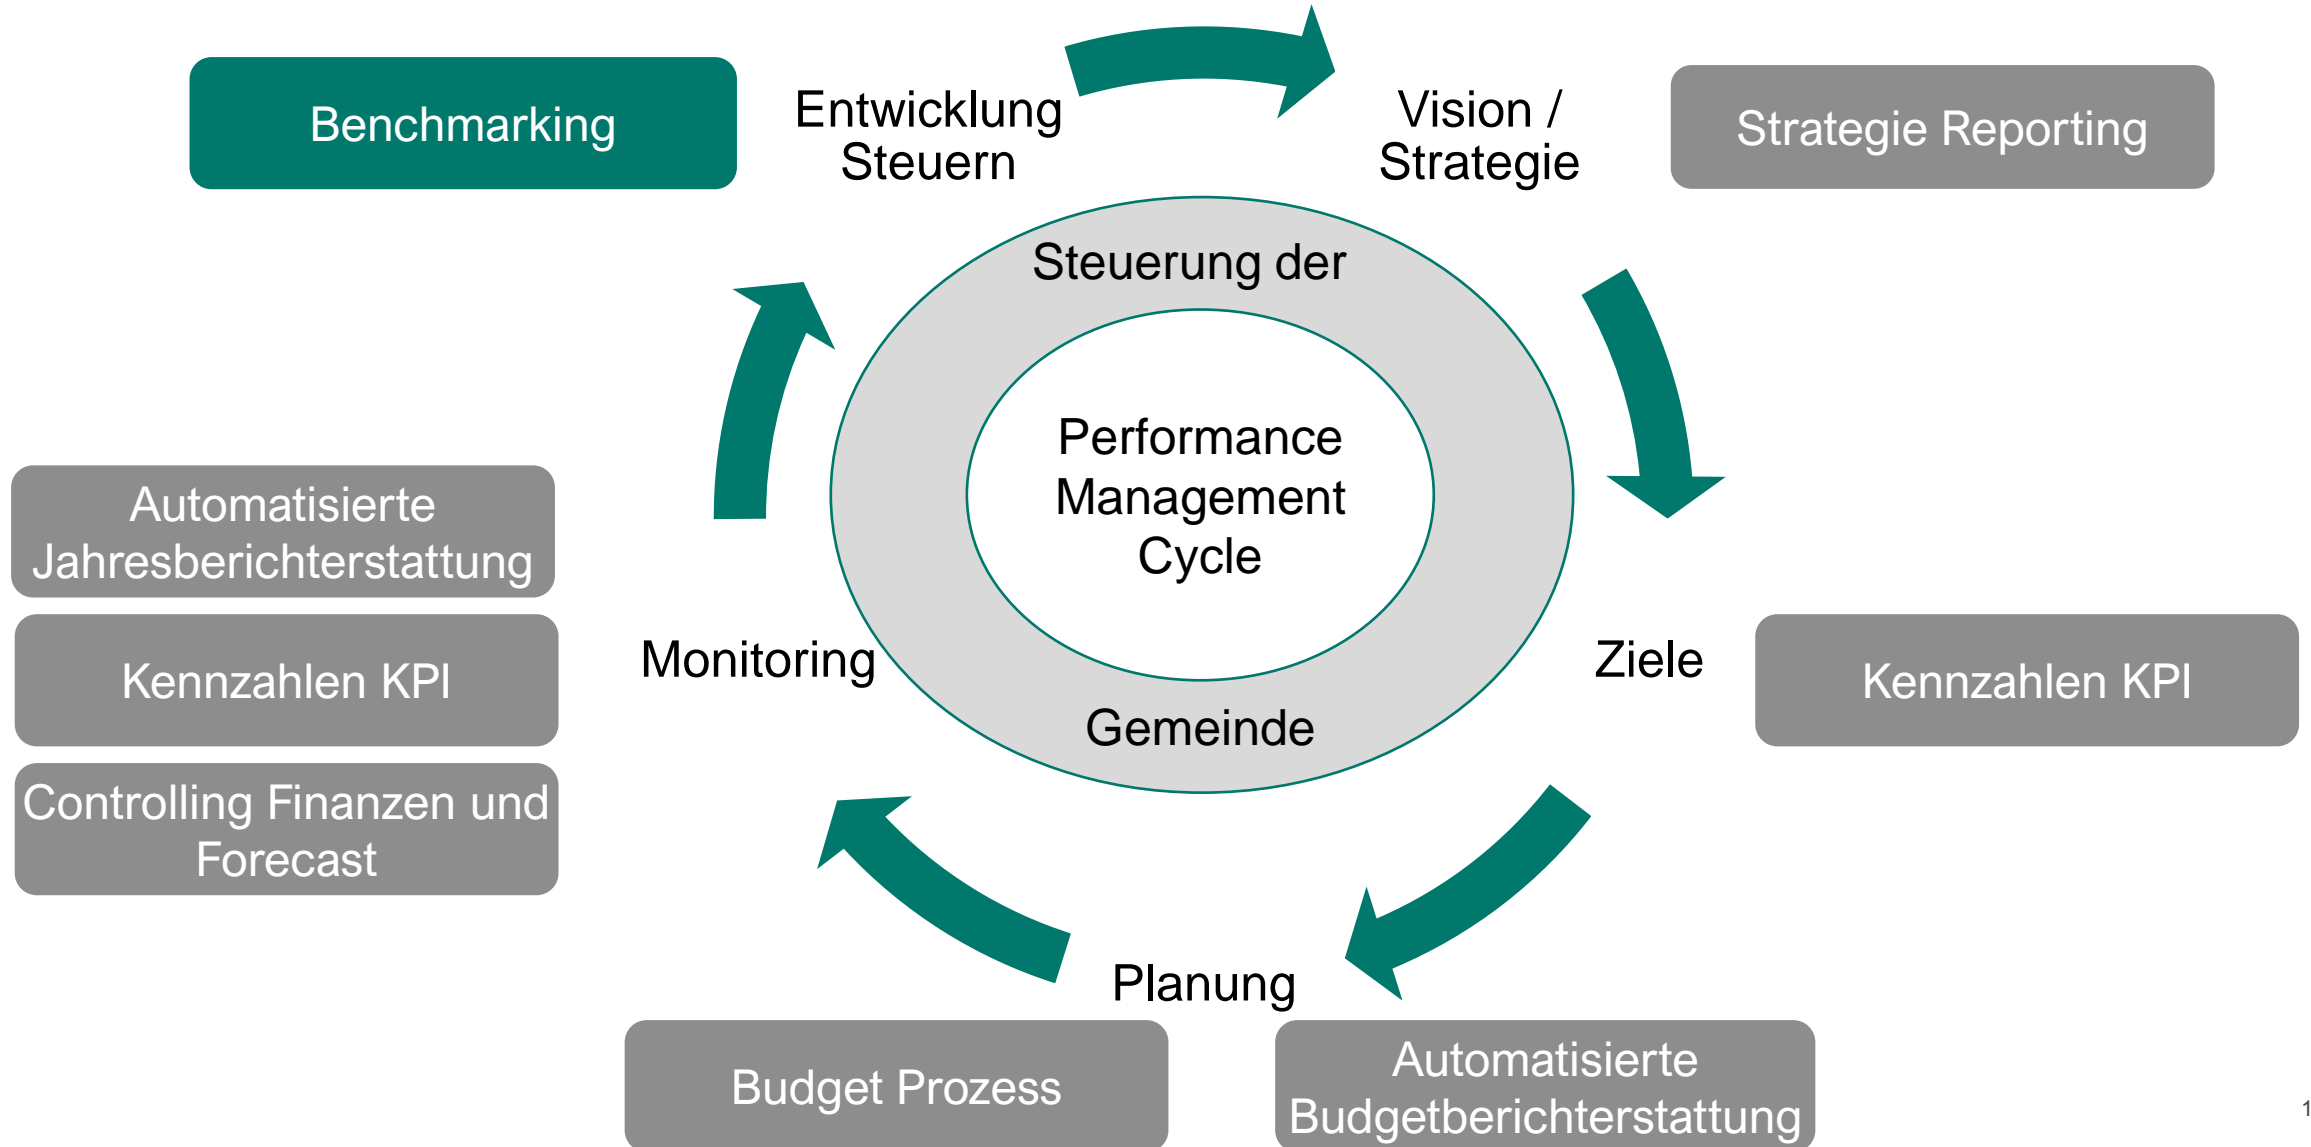 Benchmarking
Entwicklung
Steuern
Vision /
Strategie
Strategie Reporting
Steuerung der
Performance
Management
Cycle
Gemeinde
Automatisierte
Jahresberichterstattung
Kennzahlen KPI
Controlling Finanzen und
Forecast
Monitoring
Ziele
Kennzahlen KPI
Planung
Budget Prozess
Automatisierte
Budgetberichterstattung
1